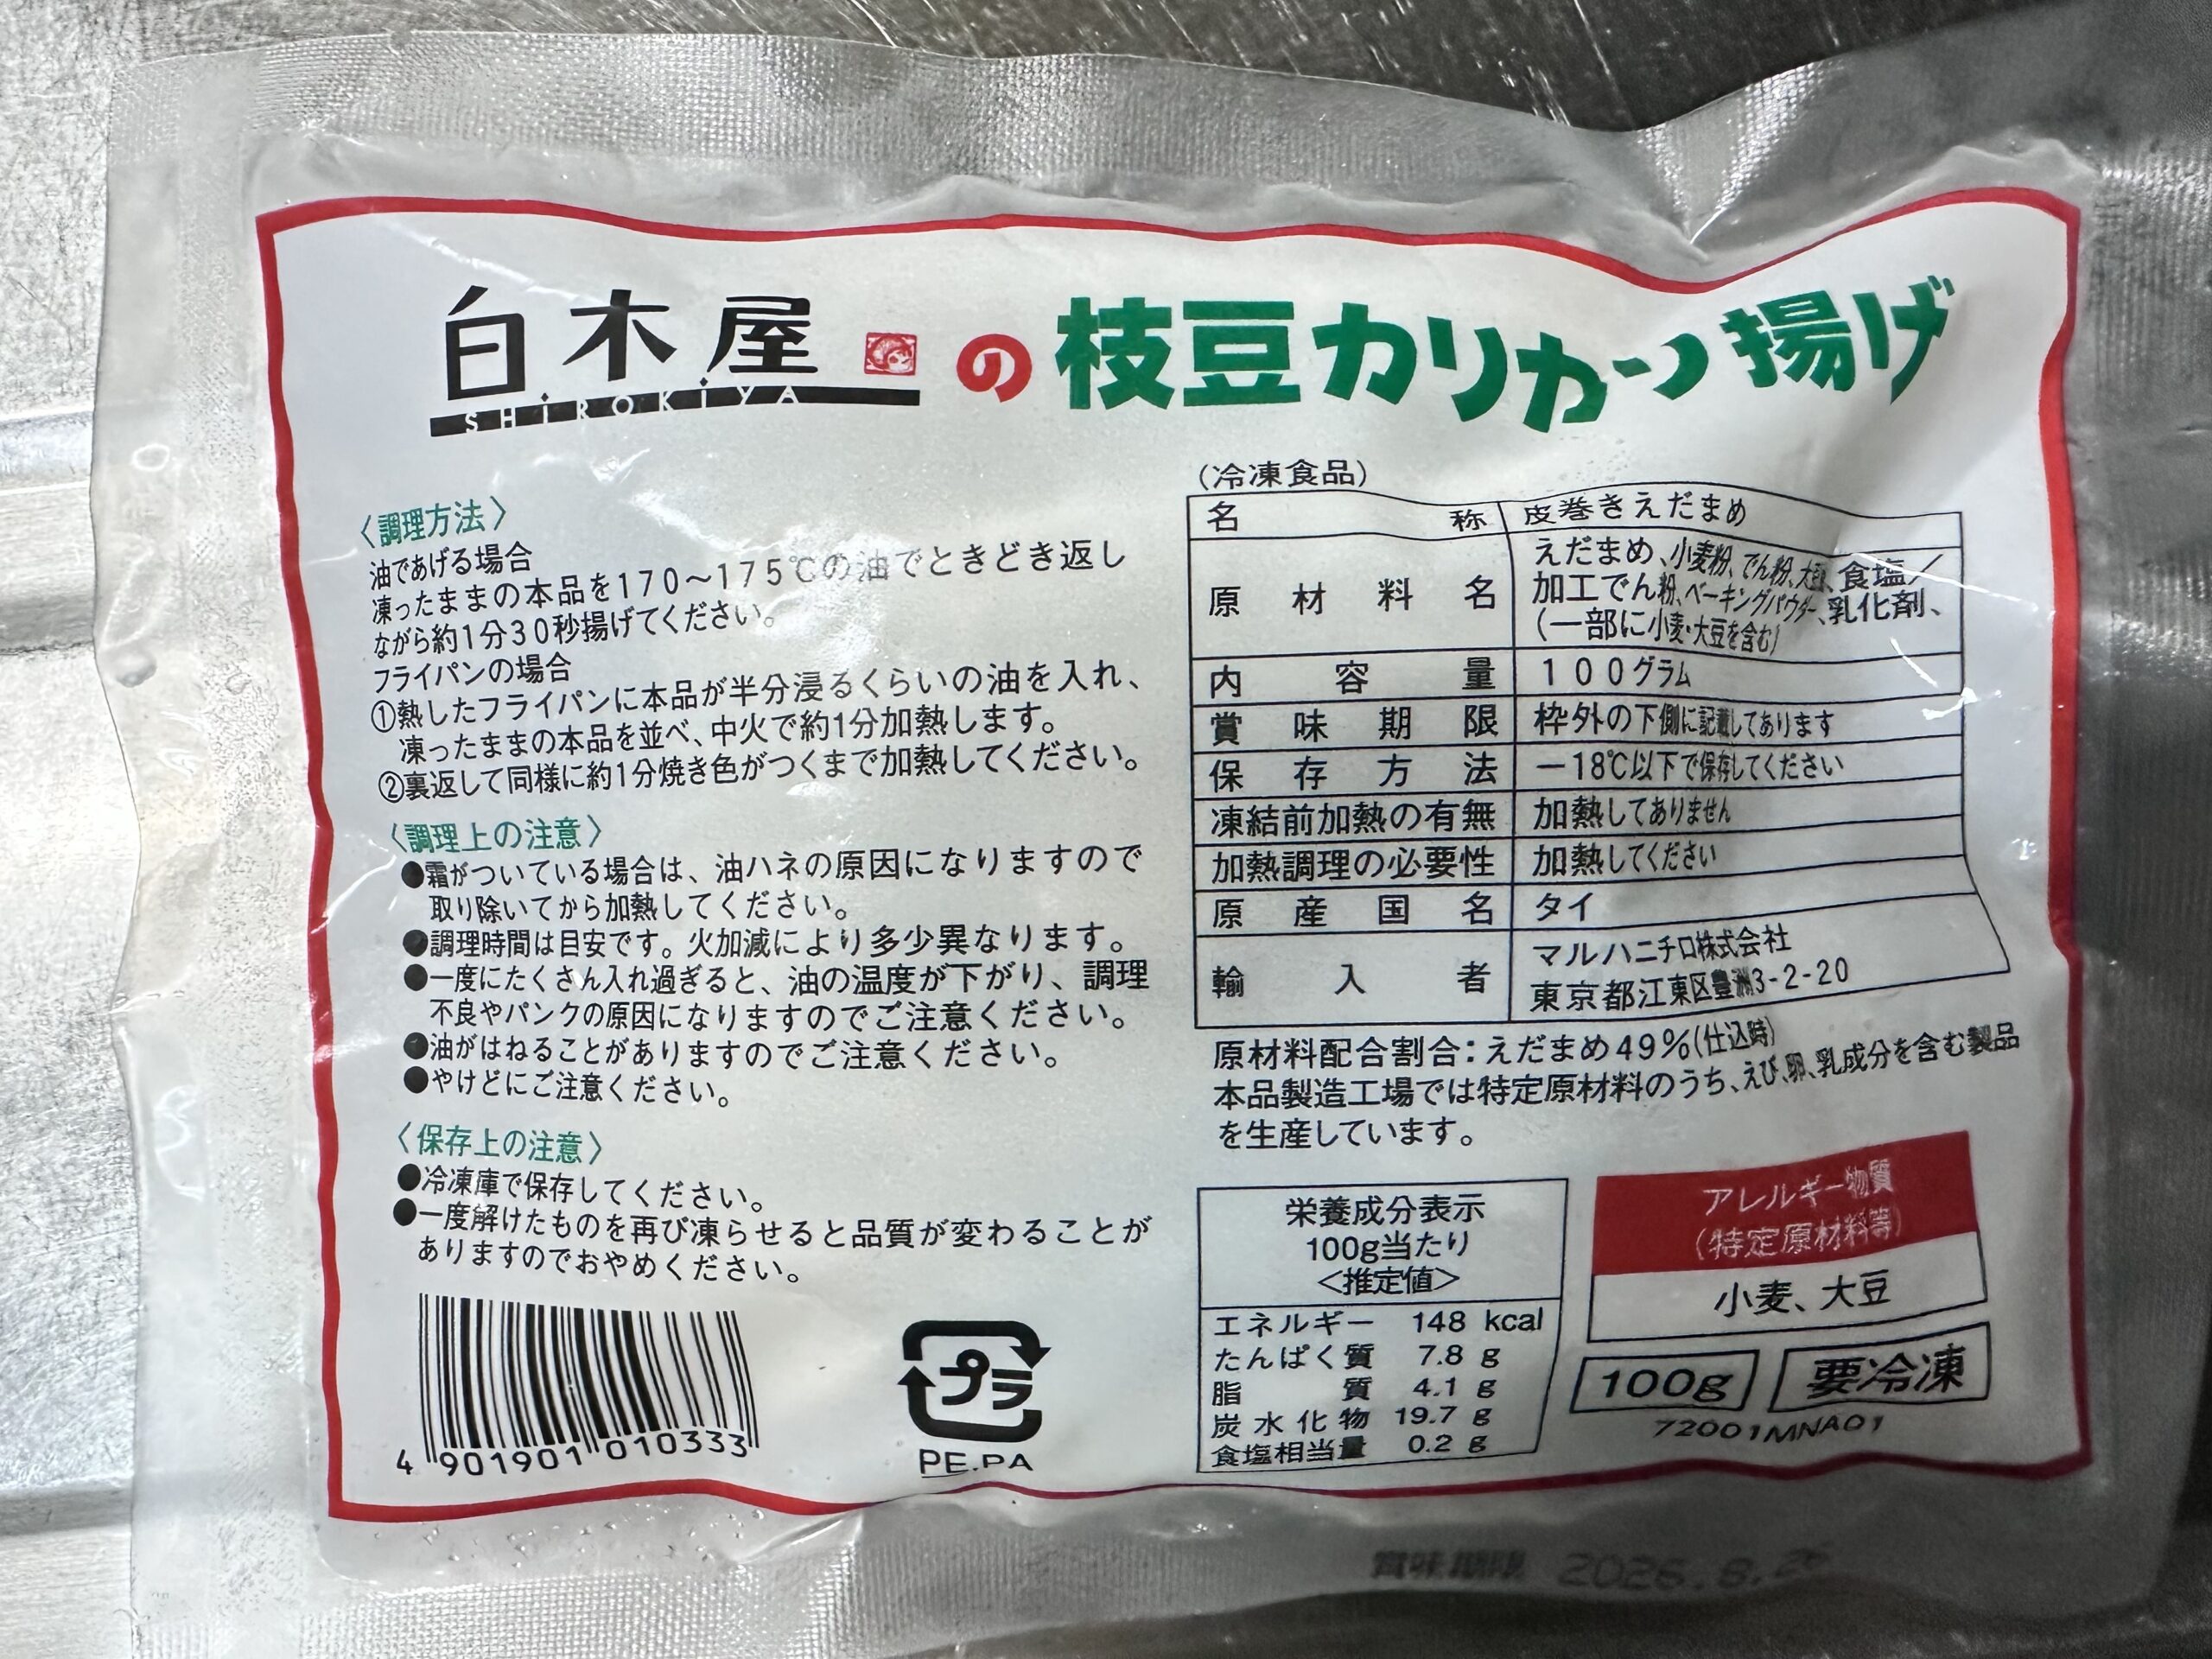 白木屋
SHIROKIYA
の枝豆カリカリ揚げ
〈調理方法〉
油であげる場合
凍ったままの本品を170～175℃の油でときどき返し
ながら約1分30秒揚げてください。
フライパンの場合
①熱したフライパンに本品が半分浸るくらいの油を入れ、
凍ったままの本品を並べ、中火で約1分加熱します。
②裏返して同様に約1分焼き色がつくまで加熱してください。
〈調理上の注意〉
●霜がついている場合は、油ハネの原因になりますので
取り除いてから加熱してください。
●調理時間は目安です。火加減により多少異なります。
●一度にたくさん入れ過ぎると、油の温度が下がり、調理
不良やパンクの原因になりますのでご注意ください。
●油がはねることがありますのでご注意ください。
●やけどにご注意ください。
〈保存上の注意〉
●冷凍庫で保存してください。
●一度解けたものを再び凍らせると品質が変わることが
ありますのでおやめください。
4 901901 010333
プラ
PE.PA
(冷凍食品)
名称 皮巻きえだまめ
原材料名 えだまめ、小麦粉、でん粉、大豆、食塩／
加工でん粉、ベーキングパウダー、乳化剤、
(一部に小麦・大豆を含む)
内容量 100グラム
賞味期限 枠外の下側に記載してあります
保存方法 －18℃以下で保存してください
凍結前加熱の有無 加熱してありません
加熱調理の必要性 加熱してください
原産国名 タイ
輸入者 マルハニチロ株式会社
東京都江東区豊洲3-2-20
原材料配合割合：えだまめ49％(仕込時)
本品製造工場では特定原材料のうち、えび、卵、乳成分を含む製品
を生産しています。
栄養成分表示
100g当たり
<推定値>
エネルギー 148 kcal
たんぱく質 7.8 g
脂質 4.1 g
炭水化物 19.7 g
食塩相当量 0.2 g
アレルギー物質
(特定原材料等)
小麦、大豆
100g
要冷凍
72001MNA01
賞味期限 2026.8.26